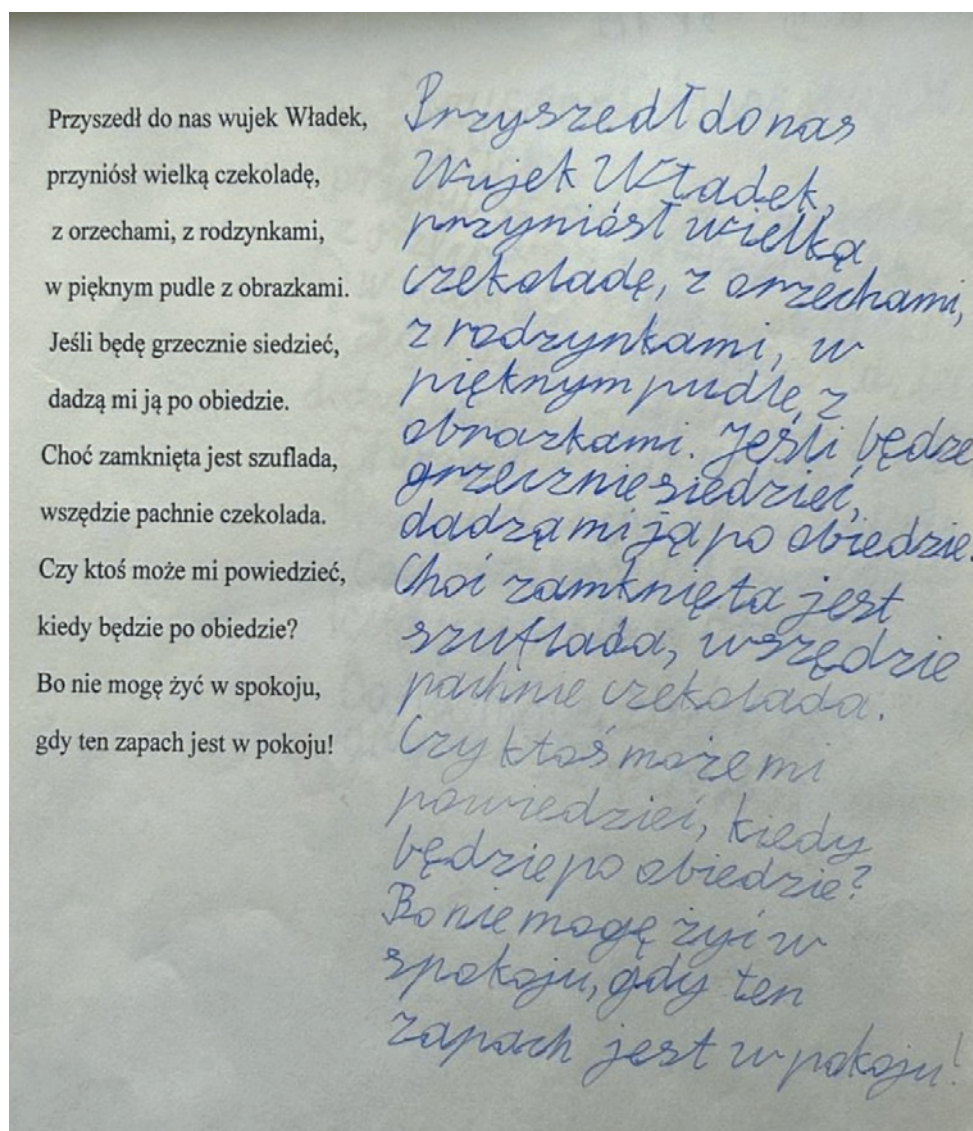 Przyszedł do nas wujek Władek,
przyniósł wielką czekoladę,
z orzechami, z rodzynkami,
w pięknym pudle z obrazkami.
Jeśli będę grzecznie siedzieć,
dadzą mi ją po obiedzie.
Choć zamknięta jest szuflada,
wszędzie pachnie czekolada.
Czy ktoś może mi powiedzieć,
kiedy będzie po obiedzie?
Bo nie mogę żyć w spokoju,
gdy ten zapach jest w pokoju!
Przyszedł do nas
Wujek Władek,
przyniósł wielką
czekoladę, z orzechami,
z rodzynkami, w
pięknym pudle, z
obrazkami. Jeśli będze
grzecznie siedzieć,
dadzą mi ją po obiedzie.
Choć zamknięta jest
szuflada, wszędzie
pachnie czekolada.
Czy ktoś może mi
powiedzieć, kiedy
będzie po obiedzie?
Bo nie mogę żyć w
spokoju, gdy ten
zapach jest w pokoju!